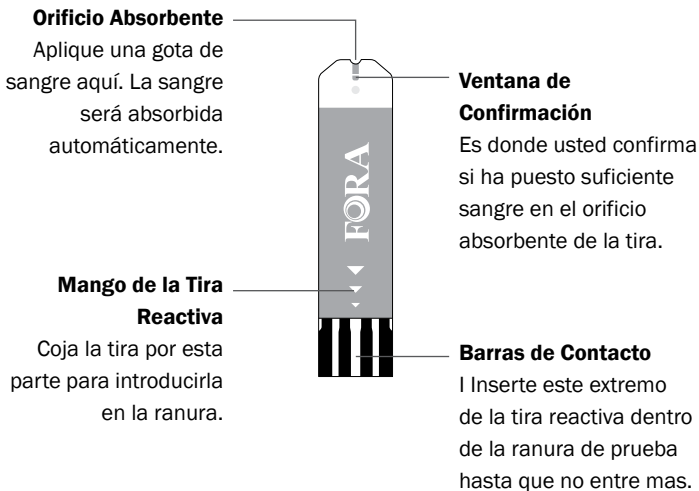 Orificio Absorbente
Aplique una gota de
sangre aquí. La sangre
será absorbida
automáticamente.
Ventana de
Confirmación
Es donde usted confirma
si ha puesto suficiente
sangre en el orificio
absorbente de la tira.
FORA
Mango de la Tira
Reactiva
Coja la tira por esta
parte para introducirla
en la ranura.
Barras de Contacto
I Inserte este extremo
de la tira reactiva dentro
de la ranura de prueba
hasta que no entre mas.